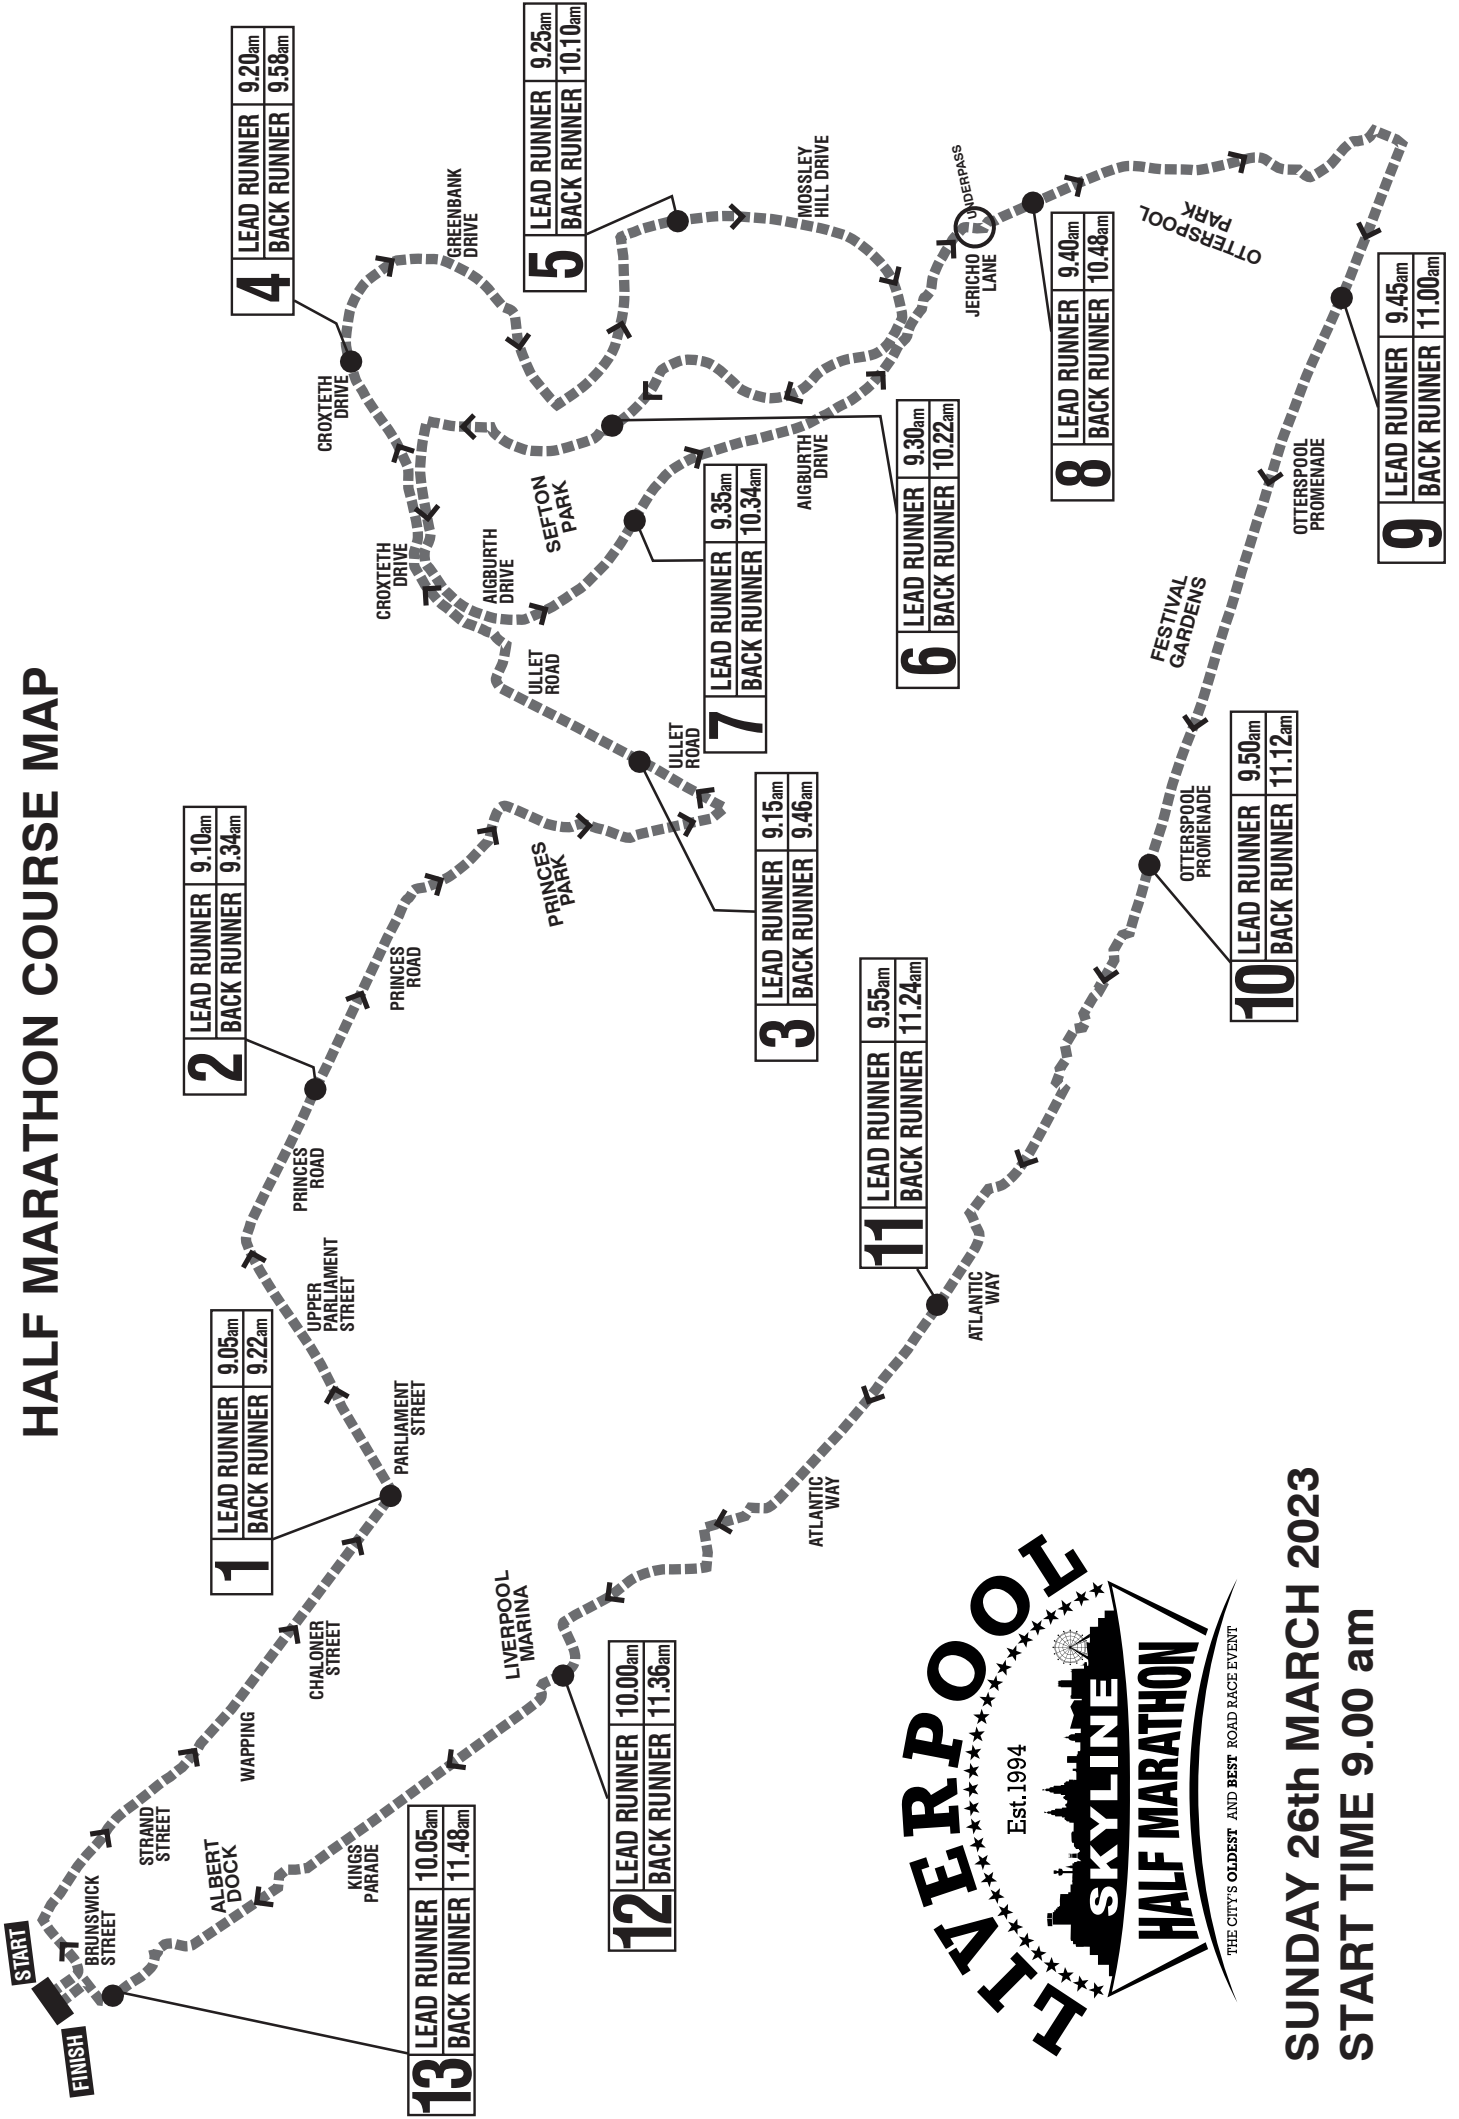 HALF MARATHON COURSE MAP
START
FINISH
BRUNSWICK
STREET
STRAND
STREET
WAPPING
CHALONER
STREET
1
LEAD RUNNER 9.05am
BACK RUNNER 9.22am
PARLIAMENT
STREET
UPPER
PARLIAMENT
STREET
PRINCES
ROAD
2
LEAD RUNNER 9.10am
BACK RUNNER 9.34am
PRINCES
ROAD
PRINCES
PARK
3
LEAD RUNNER 9.15am
BACK RUNNER 9.46am
ULLET
ROAD
ULLET
ROAD
CROXTETH
DRIVE
CROXTETH
DRIVE
4
LEAD RUNNER 9.20am
BACK RUNNER 9.58am
GREENBANK
DRIVE
5
LEAD RUNNER 9.25am
BACK RUNNER 10.10am
MOSSLEY
HILL DRIVE
6
LEAD RUNNER 9.30am
BACK RUNNER 10.22am
SEFTON
PARK
AIGBURTH
DRIVE
7
LEAD RUNNER 9.35am
BACK RUNNER 10.34am
AIGBURTH
DRIVE
JERICHO
LANE
UNDERPASS
8
LEAD RUNNER 9.40am
BACK RUNNER 10.48am
OTTERSPOOL
PARK
9
LEAD RUNNER 9.45am
BACK RUNNER 11.00am
OTTERSPOOL
PROMENADE
FESTIVAL
GARDENS
OTTERSPOOL
PROMENADE
10
LEAD RUNNER 9.50am
BACK RUNNER 11.12am
11
LEAD RUNNER 9.55am
BACK RUNNER 11.24am
ATLANTIC
WAY
ATLANTIC
WAY
LIVERPOOL
MARINA
12
LEAD RUNNER 10.00am
BACK RUNNER 11.36am
KINGS
PARADE
ALBERT
DOCK
13
LEAD RUNNER 10.05am
BACK RUNNER 11.48am
LIVERPOOL
Est.1994
SKYLINE
HALF MARATHON
THE CITY'S OLDEST AND BEST ROAD RACE EVENT
SUNDAY 26th MARCH 2023
START TIME 9.00 am